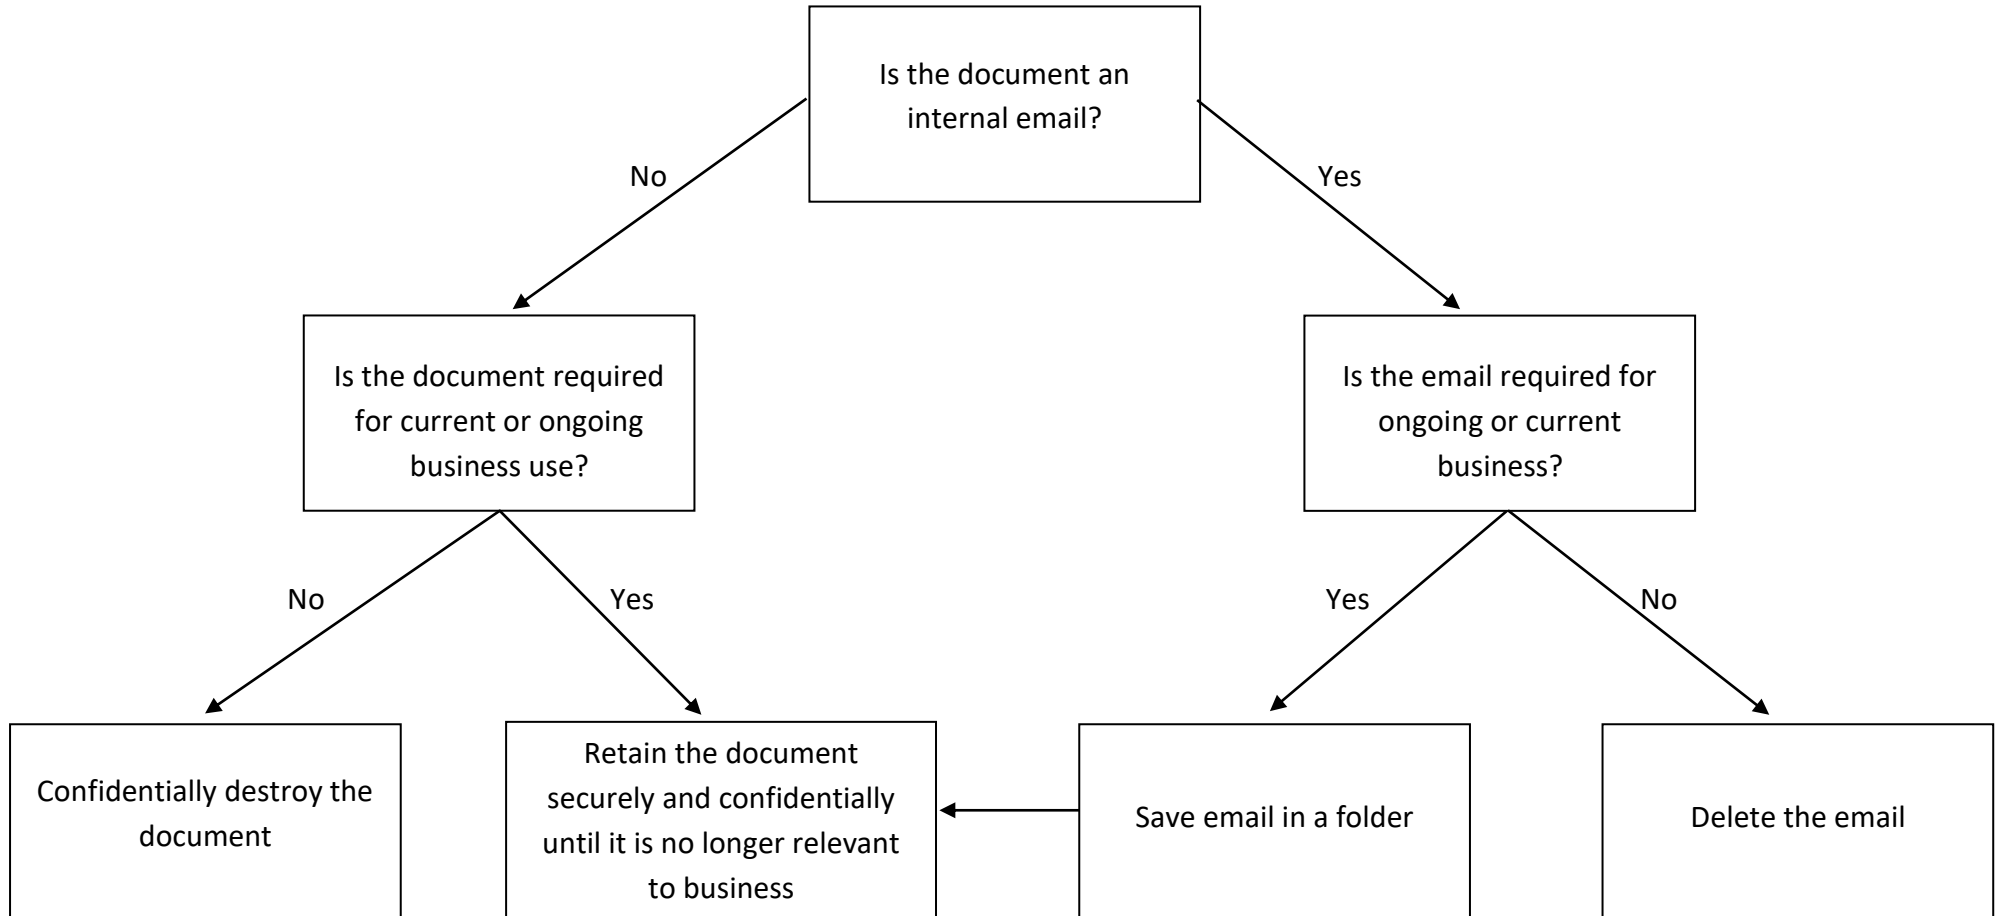 Is the document an
internal email?
No
Yes
Is the document required
for current or ongoing
business use?
Is the email required for
ongoing or current
business?
No
Yes
Yes
No
Confidentially destroy the
document
Retain the document
securely and confidentially
until it is no longer relevant
to business
Save email in a folder
Delete the email